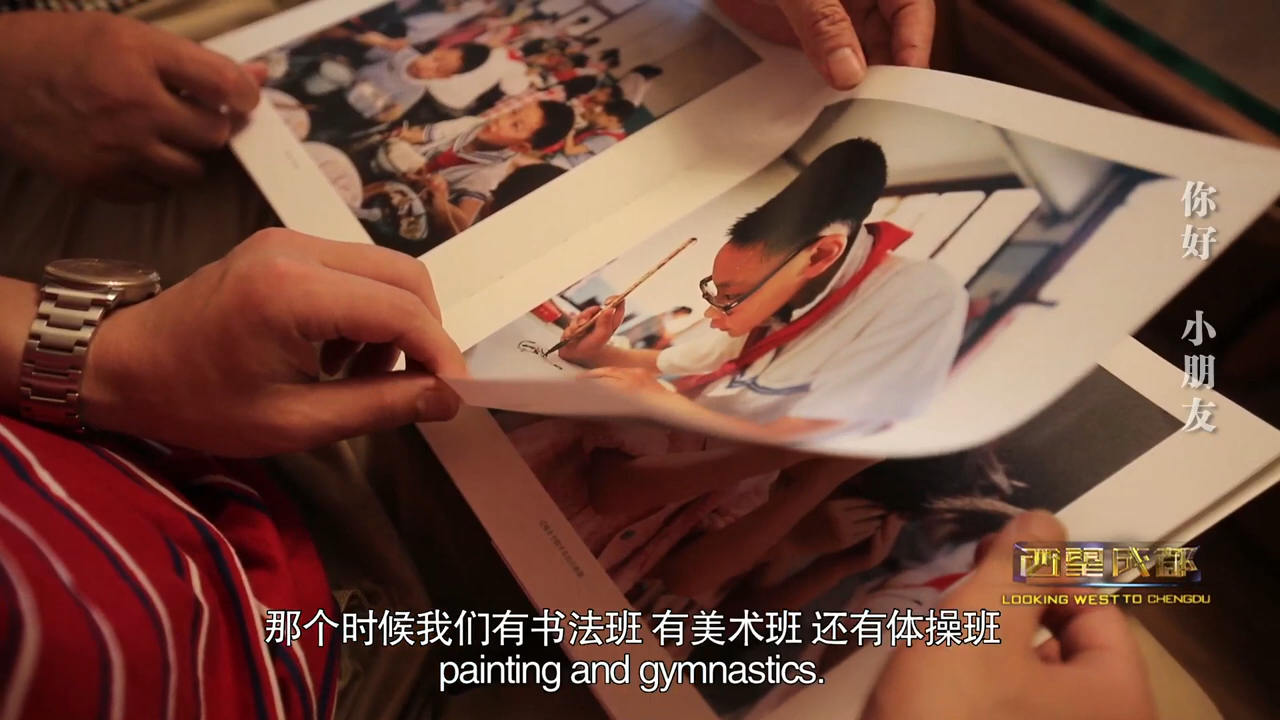 你好 小朋友
西望成都
LOOKING WEST TO CHENGDU
那个时候我们有书法班 有美术班 还有体操班
painting and gymnastics.